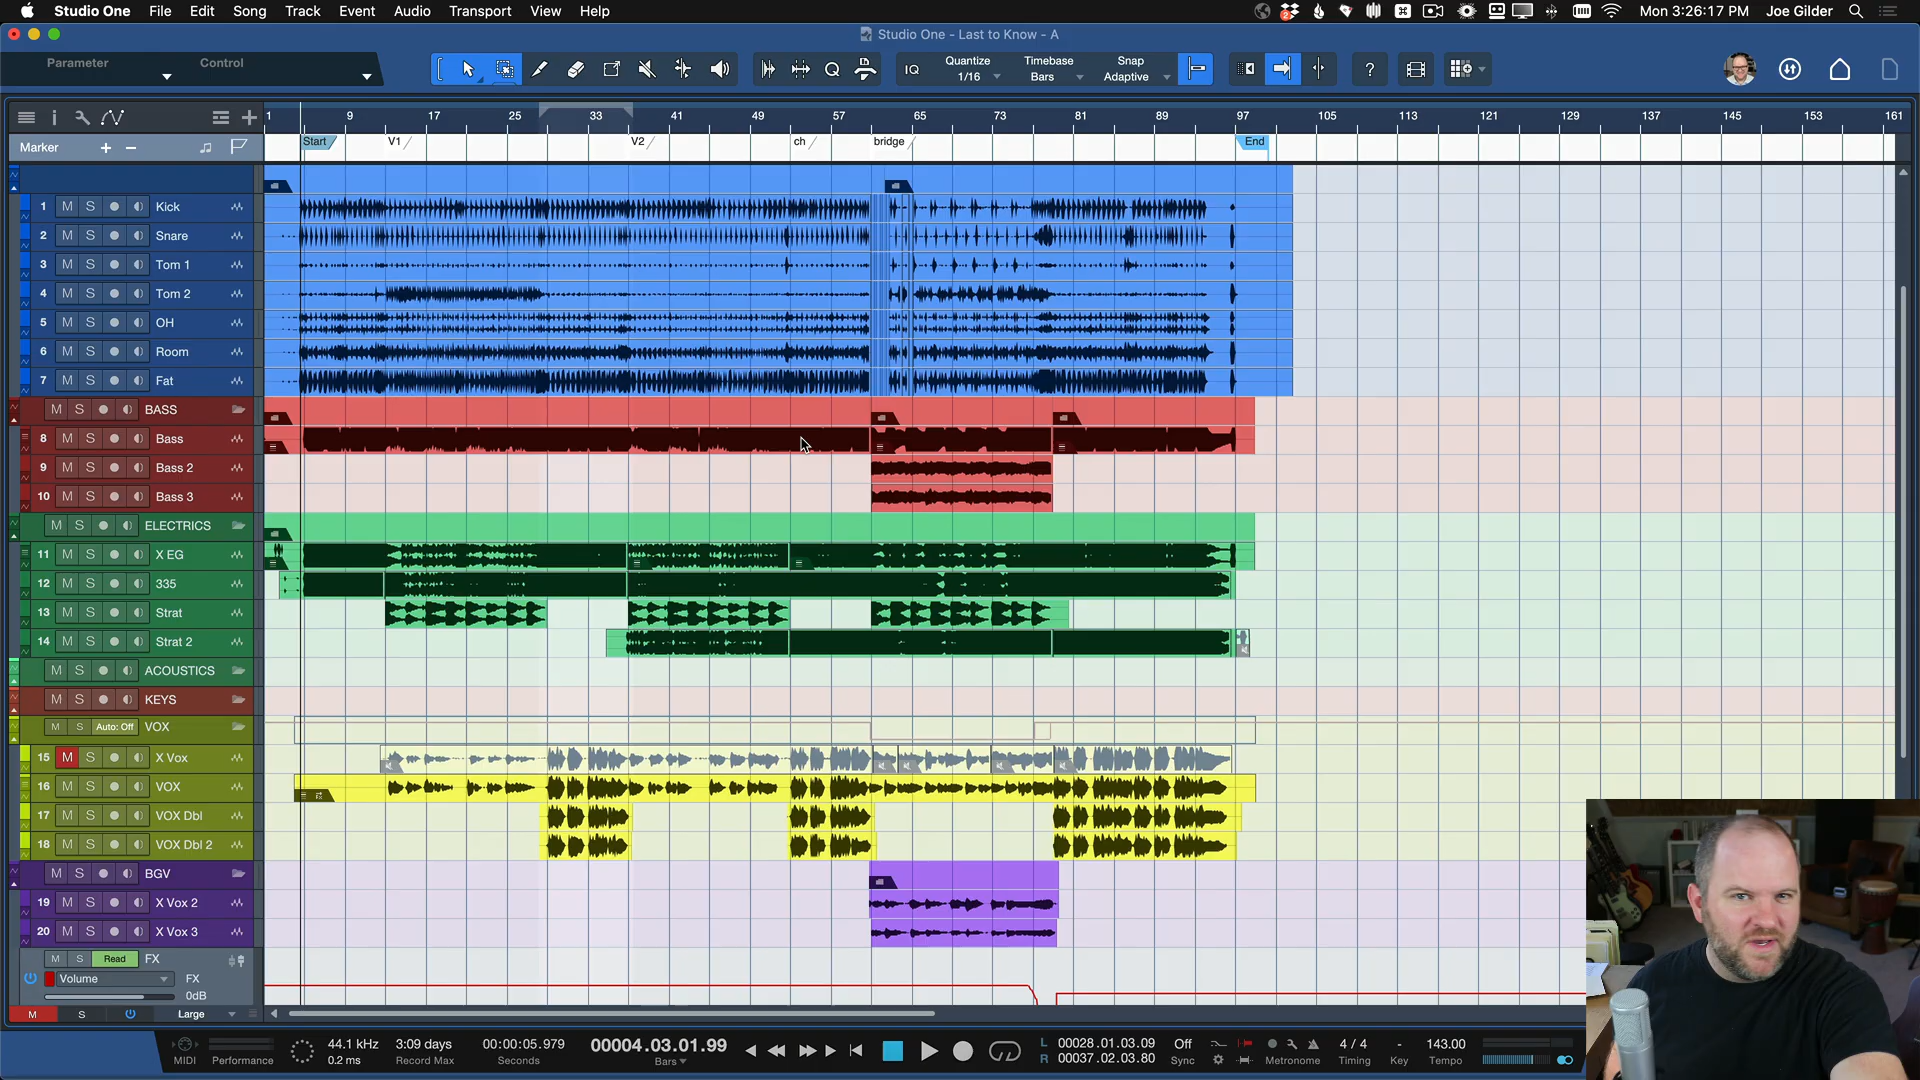 Studio One File Edit Song Track Event Audio Transport View Help Mon 3:26:17 PM Joe Gilder
Studio One - Last to Know - A
Parameter Control IQ Quantize 1/16 Timebase Bars Snap Adaptive ?
1 9 17 25 33 41 49 57 65 73 81 89 97 105 113 121 129 137 145 153 161
Marker + − Start V1 V2 ch bridge End
1 M S Kick
2 M S Snare
3 M S Tom 1
4 M S Tom 2
5 M S OH
6 M S Room
7 M S Fat
M S BASS
8 M S Bass
9 M S Bass 2
10 M S Bass 3
M S ELECTRICS
11 M S X EG
12 M S 335
13 M S Strat
14 M S Strat 2
M S ACOUSTICS
M S KEYS
M S Auto: Off VOX
15 M S X Vox
16 M S VOX
17 M S VOX Dbl
18 M S VOX Dbl 2
M S BGV
19 M S X Vox 2
20 M S X Vox 3
M S Read FX
Volume FX
0dB
M S Large
MIDI Performance 44.1 kHz 0.2 ms 3:09 days Record Max 00:00:05.979 Seconds 00004.03.01.99 Bars L 00028.01.03.09 R 00037.02.03.80 Off Sync Metronome 4 / 4 Timing - Key 143.00 Tempo